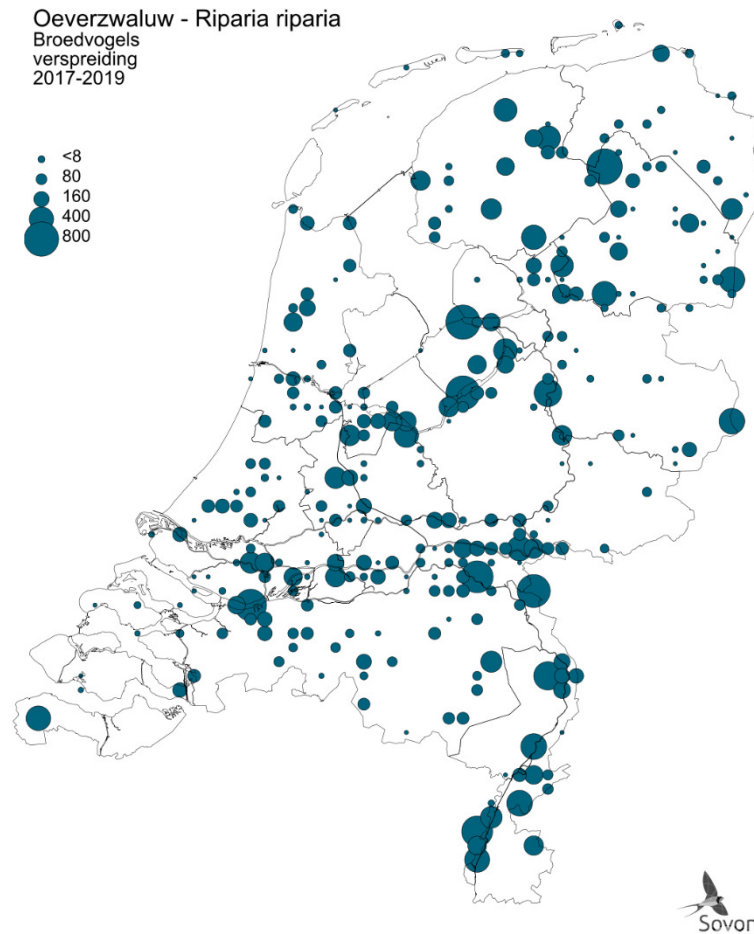 Oeverzwaluw - Riparia riparia
Broedvogels
verspreiding
2017-2019
<8
80
160
400
800
Sovon